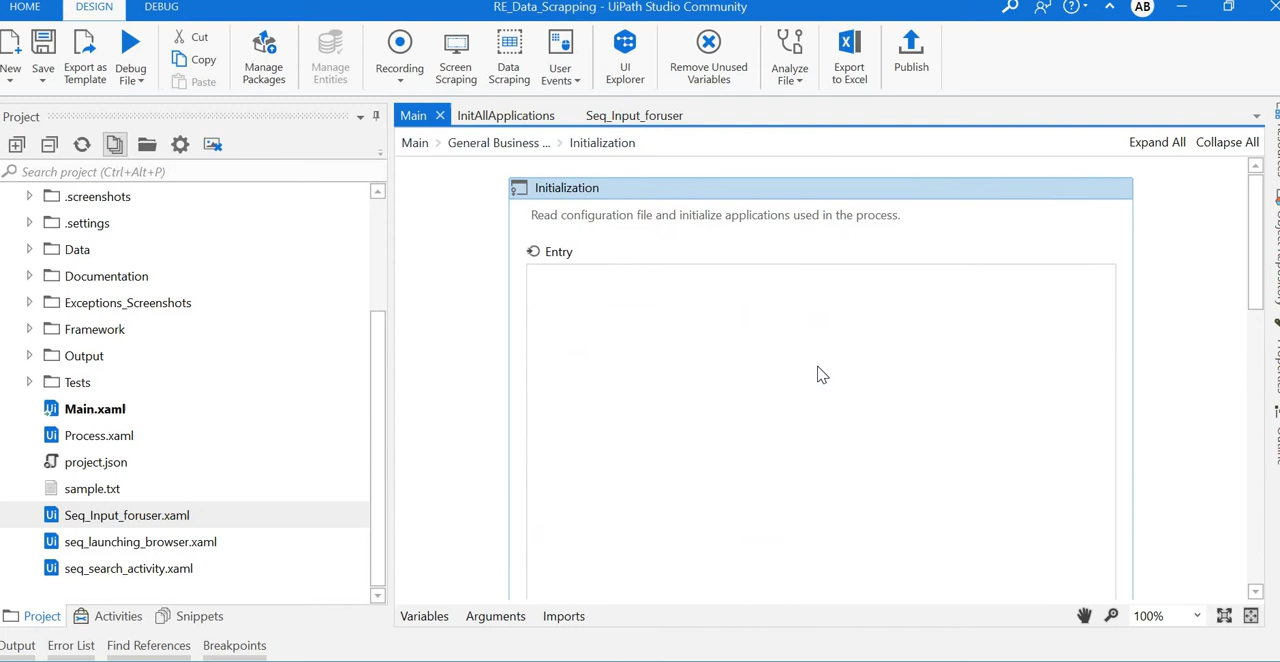 HOME DESIGN DEBUG RE_Data_Scrapping - UiPath Studio Community AB
New Save Export as Template Debug File Cut Copy Paste Manage Packages Manage Entities Recording Screen Scraping Data Scraping User Events UI Explorer Remove Unused Variables Analyze File Export to Excel Publish
Project
Main InitAllApplications Seq_Input_foruser
Main > General Business ... > Initialization Expand All Collapse All
Search project (Ctrl+Alt+P)
Initialization
Read configuration file and initialize applications used in the process.
Entry
.screenshots
.settings
Data
Documentation
Exceptions_Screenshots
Framework
Output
Tests
Main.xaml
Process.xaml
project.json
sample.txt
Seq_Input_foruser.xaml
seq_launching_browser.xaml
seq_search_activity.xaml
Project Activities Snippets
Variables Arguments Imports 100%
Output Error List Find References Breakpoints